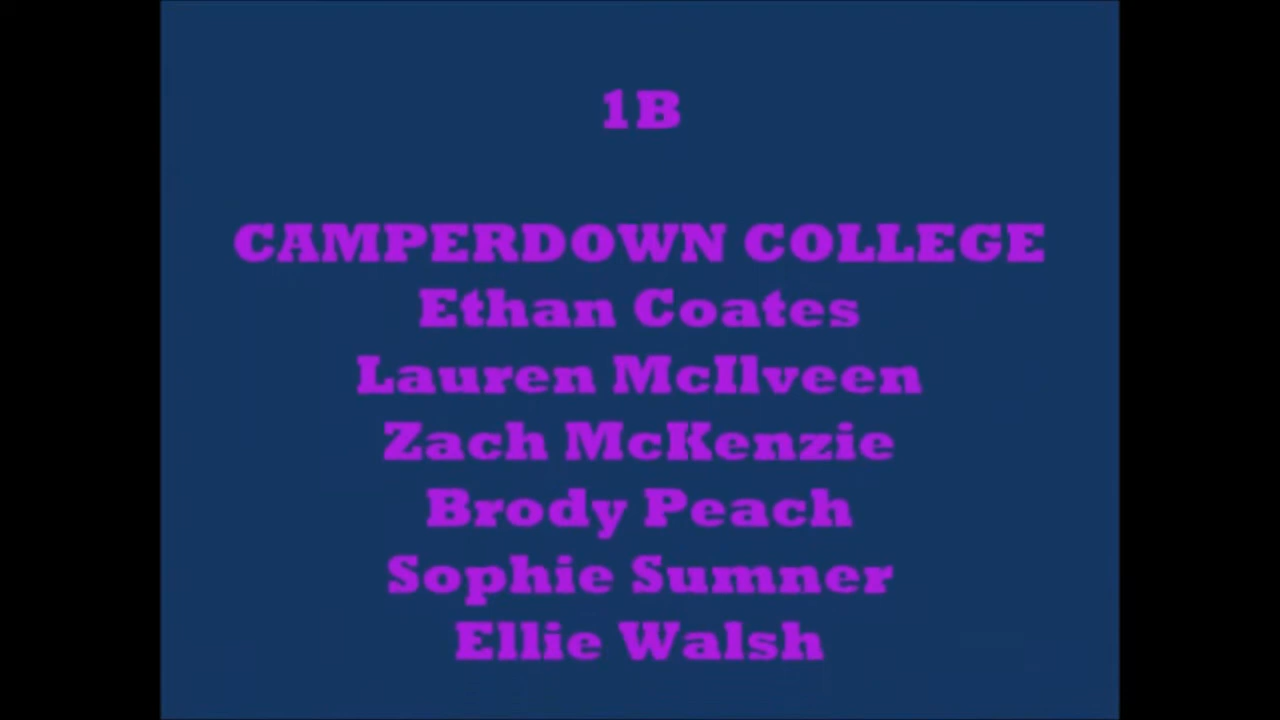 1B
CAMPERDOWN COLLEGE
Ethan Coates
Lauren McIlveen
Zach McKenzie
Brody Peach
Sophie Sumner
Ellie Walsh